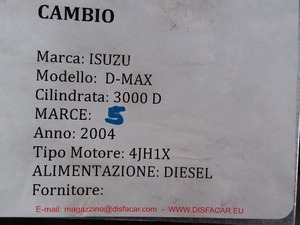 CAMBIO
Marca: ISUZU
Modello: D-MAX
Cilindrata: 3000 D
MARCE: 5
Anno: 2004
Tipo Motore: 4JH1X
ALIMENTAZIONE: DIESEL
Fornitore:
E-mail: magazzino@disfacar.com - WWW.DISFACAR.EU